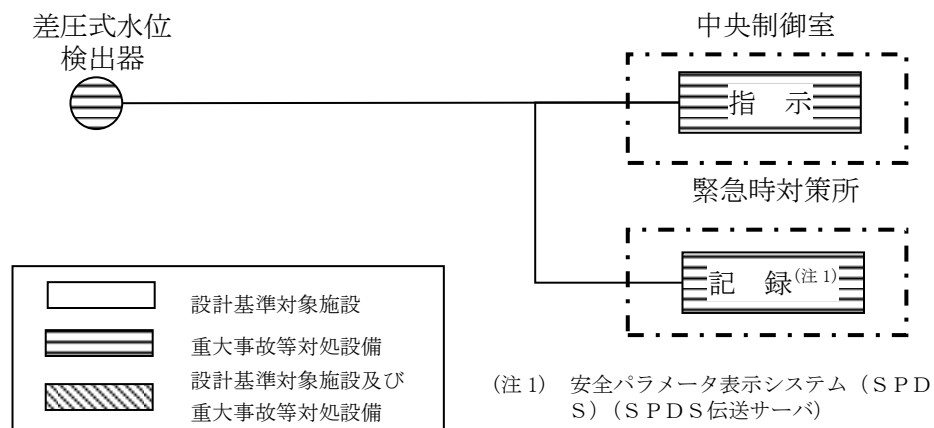 差圧式水位
検出器
中央制御室
指 示
緊急時対策所
記 録(注1)
設計基準対象施設
重大事故等対処設備
設計基準対象施設及び
重大事故等対処設備
(注1) 安全パラメータ表示システム(SPD
S)(SPDS伝送サーバ)